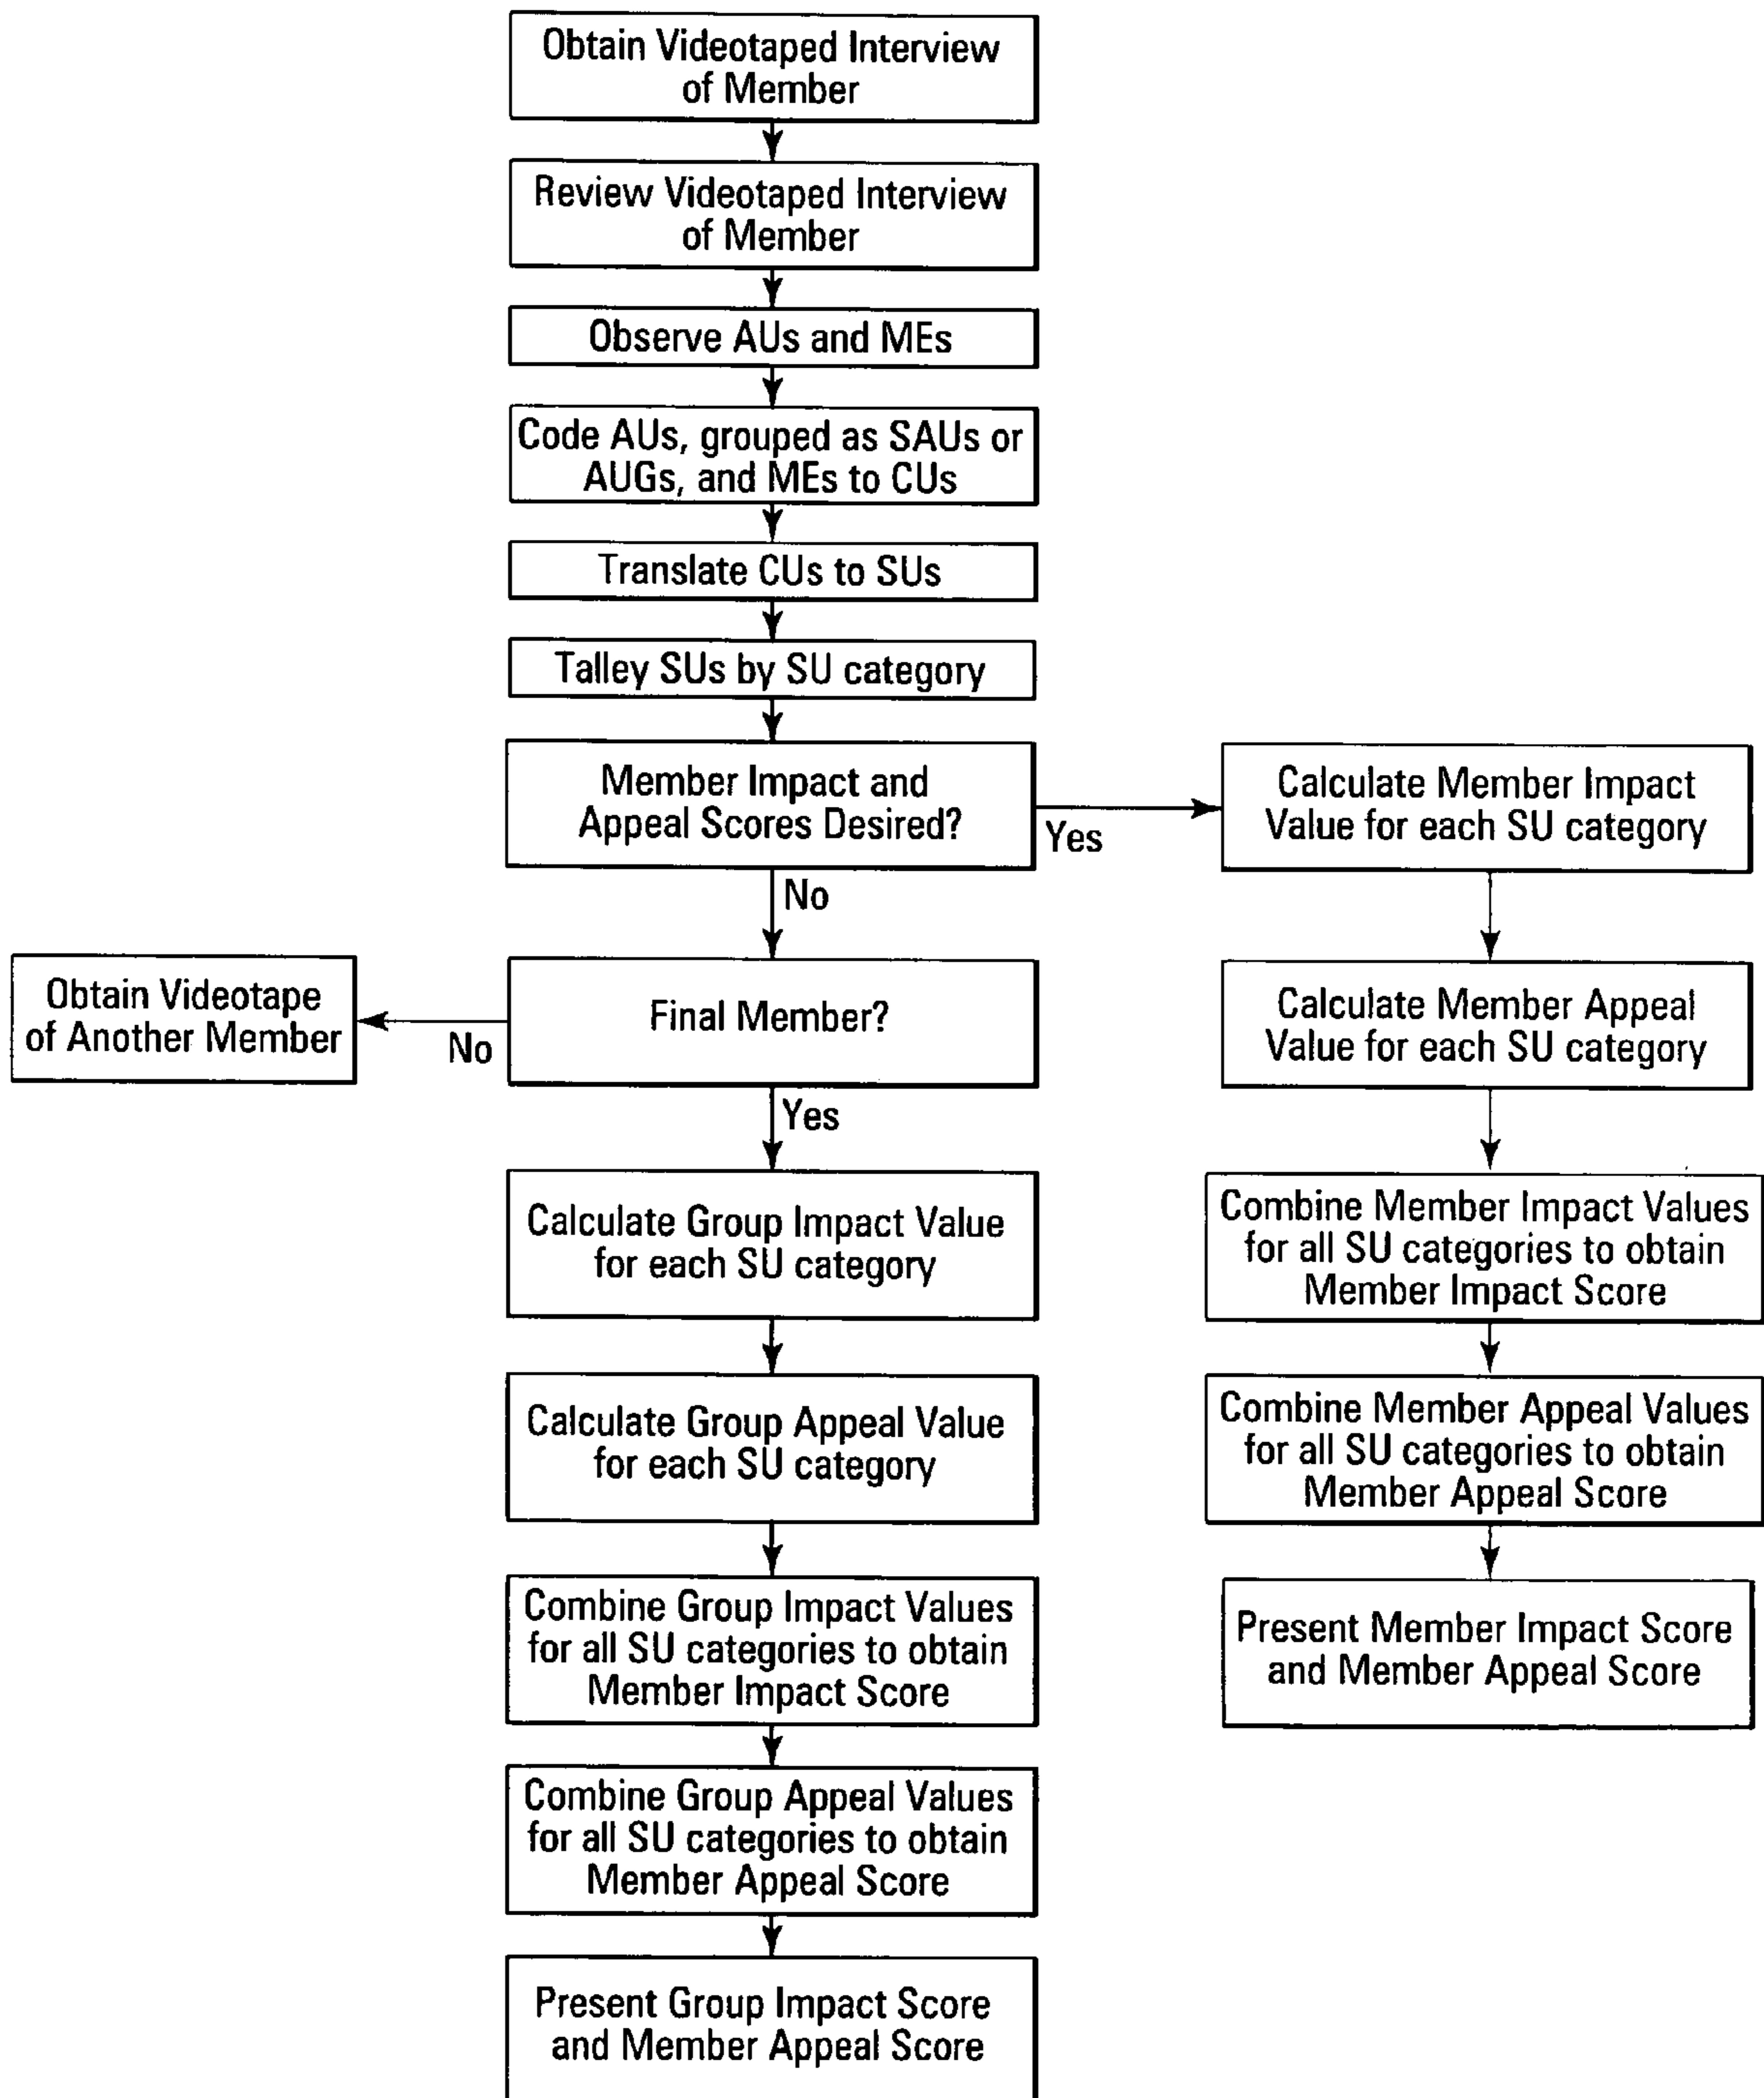 Obtain Videotaped Interview
of Member
Review Videotaped Interview
of Member
Observe AUs and MEs
Code AUs, grouped as SAUs or
AUGs, and MEs to CUs
Translate CUs to SUs
Talley SUs by SU category
Member Impact and
Appeal Scores Desired?
Yes
Calculate Member Impact
Value for each SU category
No
Obtain Videotape
of Another Member
No
Final Member?
Calculate Member Appeal
Value for each SU category
Yes
Calculate Group Impact Value
for each SU category
Combine Member Impact Values
for all SU categories to obtain
Member Impact Score
Calculate Group Appeal Value
for each SU category
Combine Member Appeal Values
for all SU categories to obtain
Member Appeal Score
Combine Group Impact Values
for all SU categories to obtain
Member Impact Score
Present Member Impact Score
and Member Appeal Score
Combine Group Appeal Values
for all SU categories to obtain
Member Appeal Score
Present Group Impact Score
and Member Appeal Score